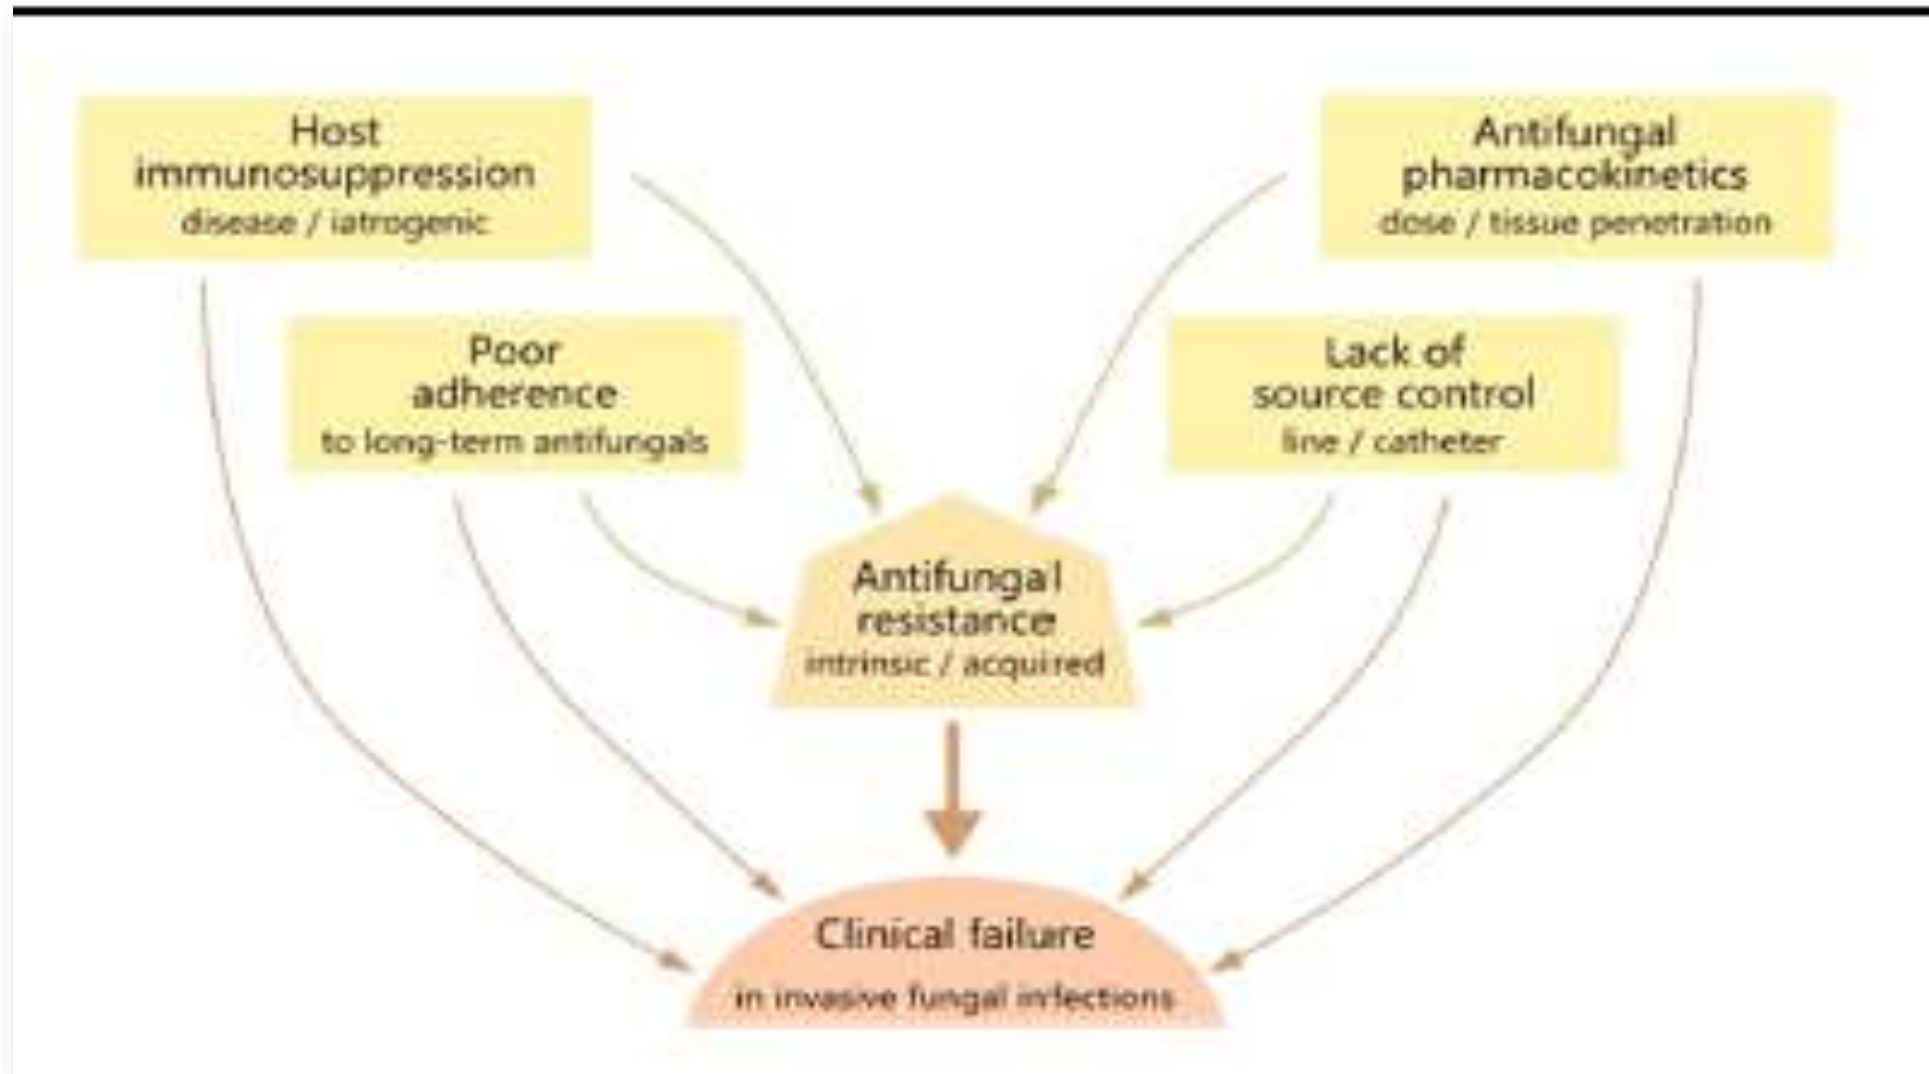 Host
immunosuppression
disease / iatrogenic
Antifungal
pharmacokinetics
dose / tissue penetration
Poor
adherence
to long-term antifungals
Lack of
source control
line / catheter
Antifungal
resistance
intrinsic / acquired
Clinical failure
in invasive fungal infections